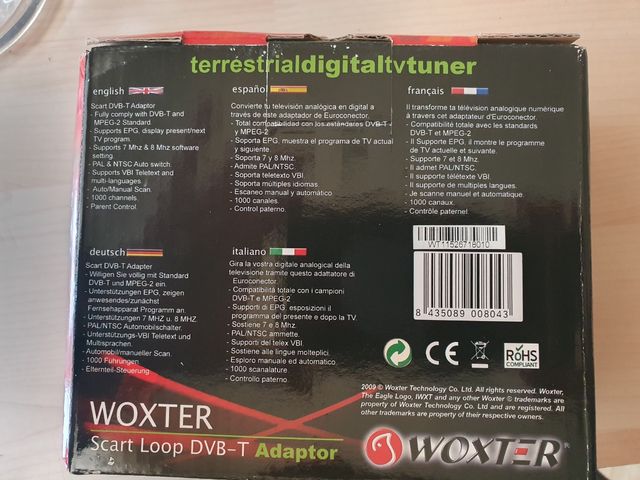 terrestrialdigitaltvtuner
english
Scart DVB-T Adaptor
- Fully comply with DVB-T and
MPEG-2 Standard
- Supports EPG, display present/next
TV program.
- Supports 7 Mhz & 8 Mhz software
setting.
- PAL & NTSC Auto switch.
- Supports VBI Teletext and
multi-languages
- Auto/Manual Scan
- 1000 channels.
- Parent Control.
español
Convierte tu televisión analógica en digital a
través de este adaptador de Euroconector.
- Total compatibilidad con los estándares DVB-T
y MPEG-2
- Soporta EPG, muestra el programa de TV actual
y siguiente
- Soporta 7 y 8 Mhz.
- Admite PAL/NTSC.
- Soporta teletexto VBI.
- Soporta múltiples idiomas
- Escaneo manual y automático
- 1000 canales
- Control paterno.
français
Il transforme ta télévision analogique numérique
à travers cet adaptateur d'Euroconector.
- Compatibilité totale avec les standards
DVB-T et MPEG2
- Il Supporte EPG, il montre le programme
de TV actuelle et suivante.
- Supporte 7 et 8 Mhz.
- Il admet PAL/NTSC.
- Il supporte télétexte VBI.
- Il supporte de multiples langues.
- Je scanne manuel et automatique.
- 1000 canaux.
- Contrôle paternel.
deutsch
Scart DVB-T Adapter
- Willigen Sie völlig mit Standard
DVB-T und MPEG-2 ein.
- Unterstützungen EPG, zeigen
anwesendes/zunächst
Fernsehapparat Programm an.
- Unterstützungen 7 MHZ u. 8 MHZ.
- PAL/NTSC Automobilschalter.
- Unterstützungs-VBI Teletext und
Multisprachen.
- Automobil/manueller Scan.
- 1000 Führungen
- Elternteil-Steuerung
italiano
Gira la vostra digitale analogical della
televisione tramite questo adattatore di
Euroconector.
- Compatibilità totale con i campioni
DVB-T e MPEG-2
- Supporti di EPG, esposizioni il
programma del presente e dopo la TV.
- Sostiene 7 e 8 Mhz.
- PAL/NTSC ammette.
- Supporti del telex VBI.
- Sostiene alle lingue molteplici.
- Esploro manuale ed automatico.
- 1000 scanalature.
- Controllo paterno.
WT11526719010
8 435089 008043
CE
RoHS
COMPLIANT
2009 © Woxter Technology Co. Ltd. All rights reserved. Woxter,
The Eagle Logo, IWXT and any other Woxter ® trademarks are
property of Woxter Technology Co. Ltd and are registered. All
other trademark are property of their respective owners.
WOXTER
Scart Loop DVB-T Adaptor
WOXTER®